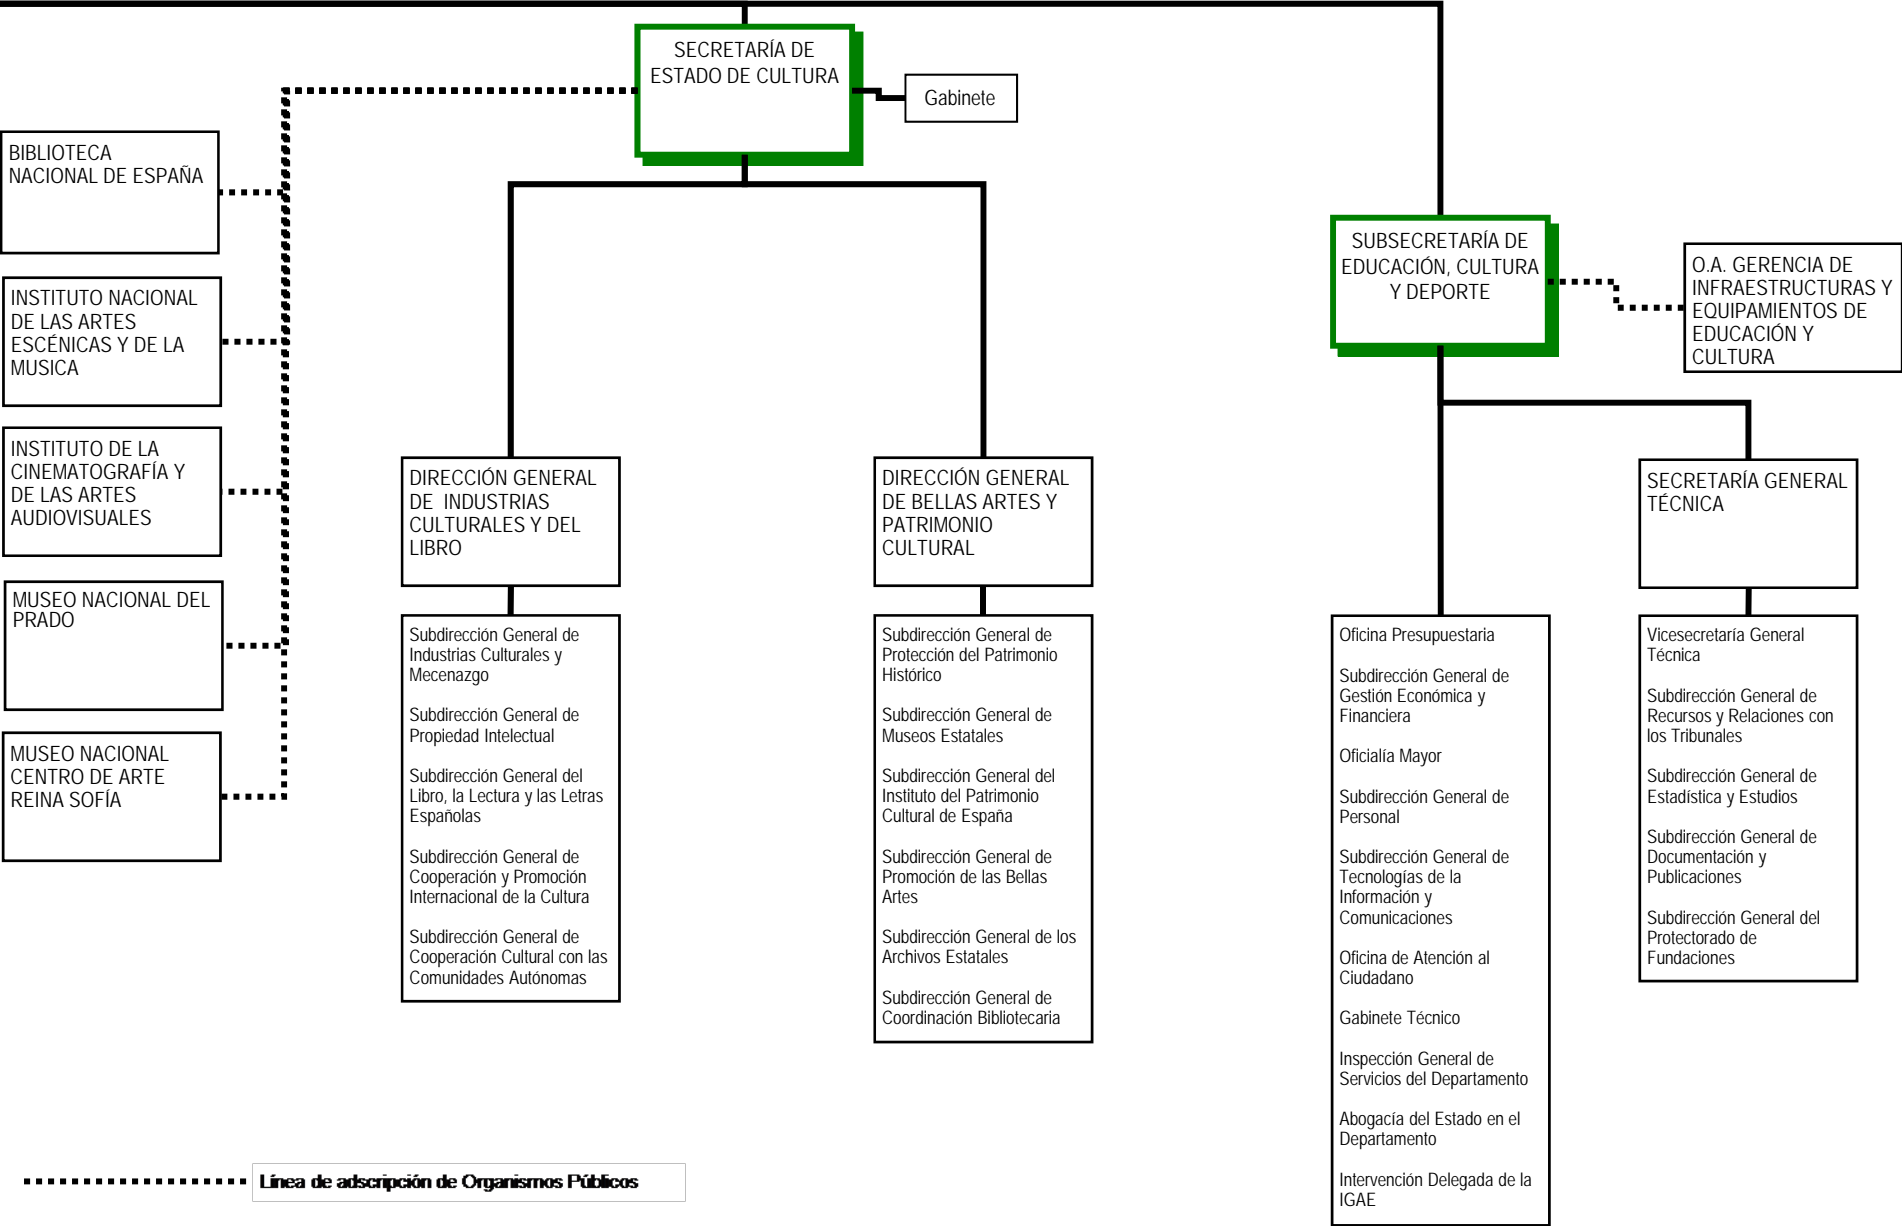 SECRETARÍA DE
ESTADO DE CULTURA
Gabinete
BIBLIOTECA
NACIONAL DE ESPAÑA
INSTITUTO NACIONAL
DE LAS ARTES
ESCÉNICAS Y DE LA
MUSICA
INSTITUTO DE LA
CINEMATOGRAFÍA Y
DE LAS ARTES
AUDIOVISUALES
MUSEO NACIONAL DEL
PRADO
MUSEO NACIONAL
CENTRO DE ARTE
REINA SOFÍA
DIRECCIÓN GENERAL
DE INDUSTRIAS
CULTURALES Y DEL
LIBRO
Subdirección General de
Industrias Culturales y
Mecenazgo
Subdirección General de
Propiedad Intelectual
Subdirección General del
Libro, la Lectura y las Letras
Españolas
Subdirección General de
Cooperación y Promoción
Internacional de la Cultura
Subdirección General de
Cooperación Cultural con las
Comunidades Autónomas
DIRECCIÓN GENERAL
DE BELLAS ARTES Y
PATRIMONIO
CULTURAL
Subdirección General de
Protección del Patrimonio
Histórico
Subdirección General de
Museos Estatales
Subdirección General del
Instituto del Patrimonio
Cultural de España
Subdirección General de
Promoción de las Bellas
Artes
Subdirección General de los
Archivos Estatales
Subdirección General de
Coordinación Bibliotecaria
SUBSECRETARÍA DE
EDUCACIÓN, CULTURA
Y DEPORTE
O.A. GERENCIA DE
INFRAESTRUCTURAS Y
EQUIPAMIENTOS DE
EDUCACIÓN Y
CULTURA
Oficina Presupuestaria
Subdirección General de
Gestión Económica y
Financiera
Oficialía Mayor
Subdirección General de
Personal
Subdirección General de
Tecnologías de la
Información y
Comunicaciones
Oficina de Atención al
Ciudadano
Gabinete Técnico
Inspección General de
Servicios del Departamento
Abogacía del Estado en el
Departamento
Intervención Delegada de la
IGAE
SECRETARÍA GENERAL
TÉCNICA
Vicesecretaría General
Técnica
Subdirección General de
Recursos y Relaciones con
los Tribunales
Subdirección General de
Estadística y Estudios
Subdirección General de
Documentación y
Publicaciones
Subdirección General del
Protectorado de
Fundaciones
Línea de adscripción de Organismos Públicos